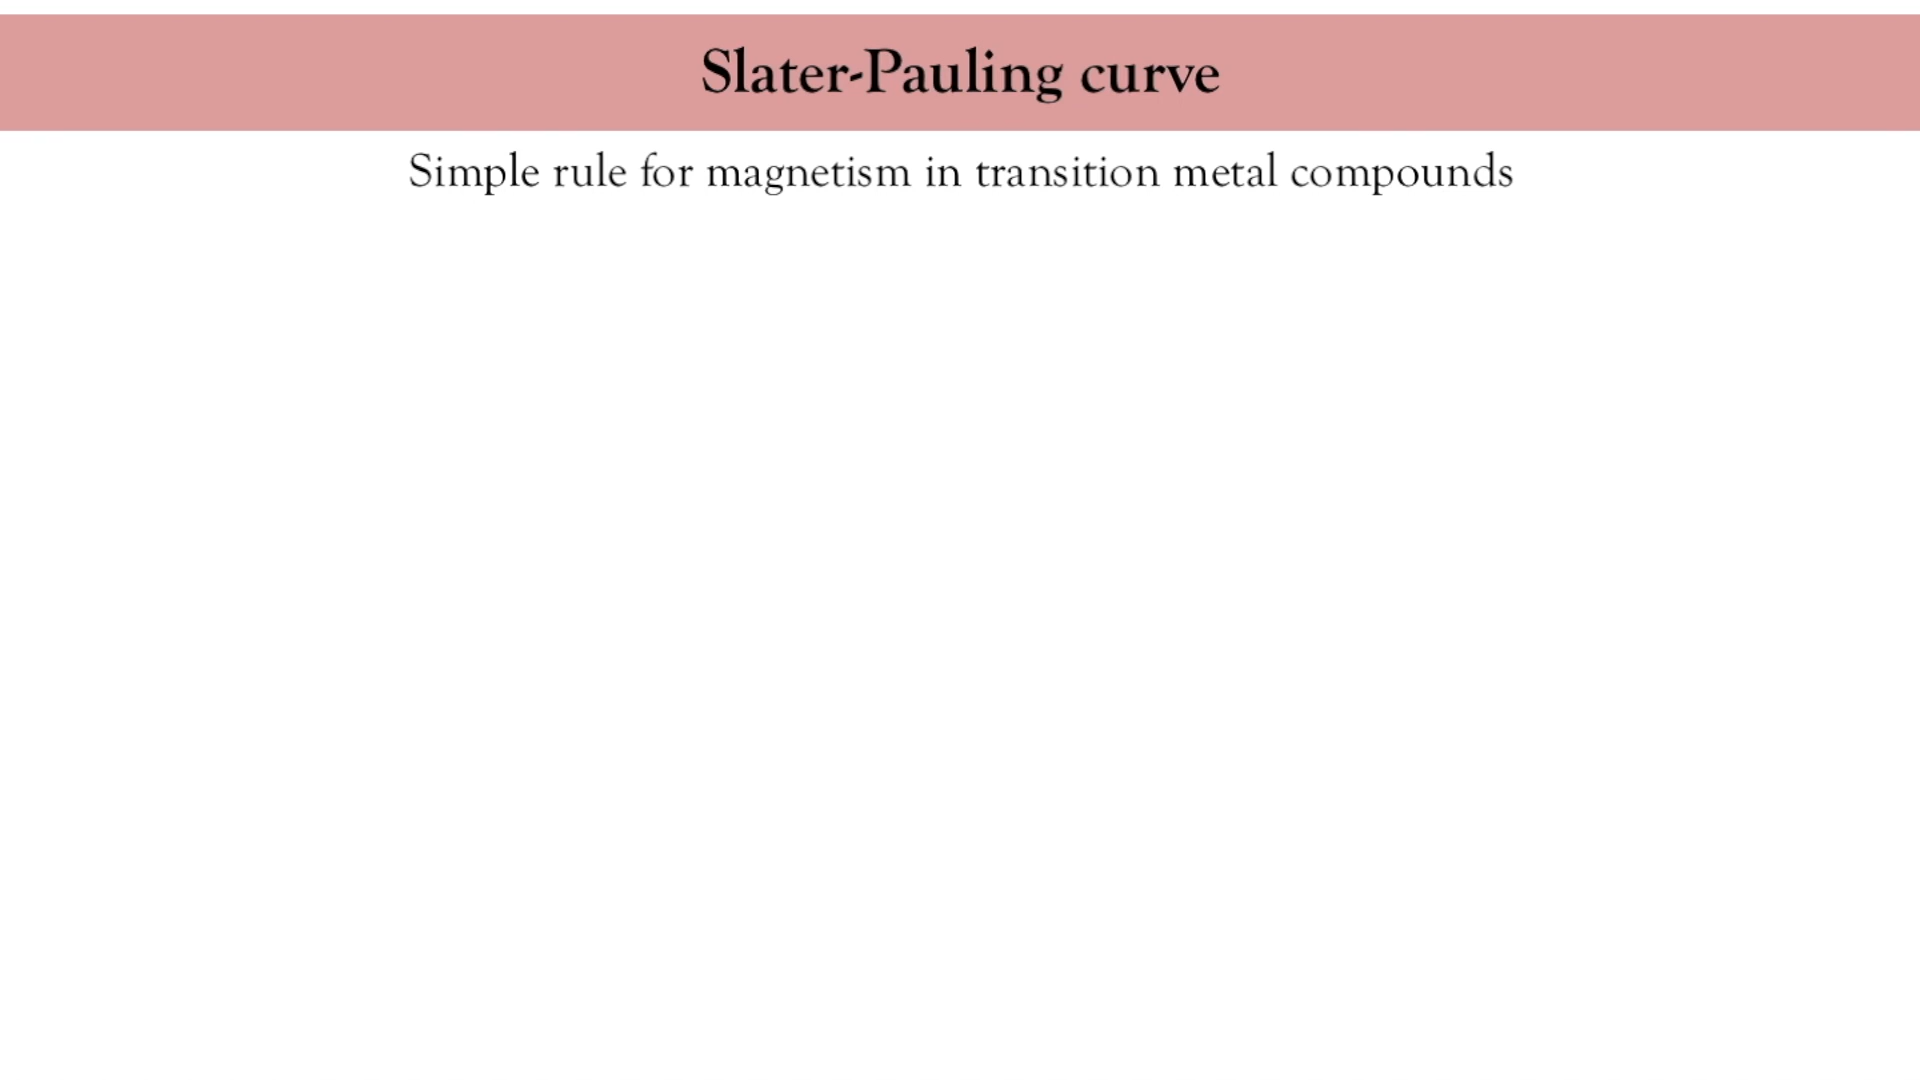 Slater-Pauling curve
Simple rule for magnetism in transition metal compounds